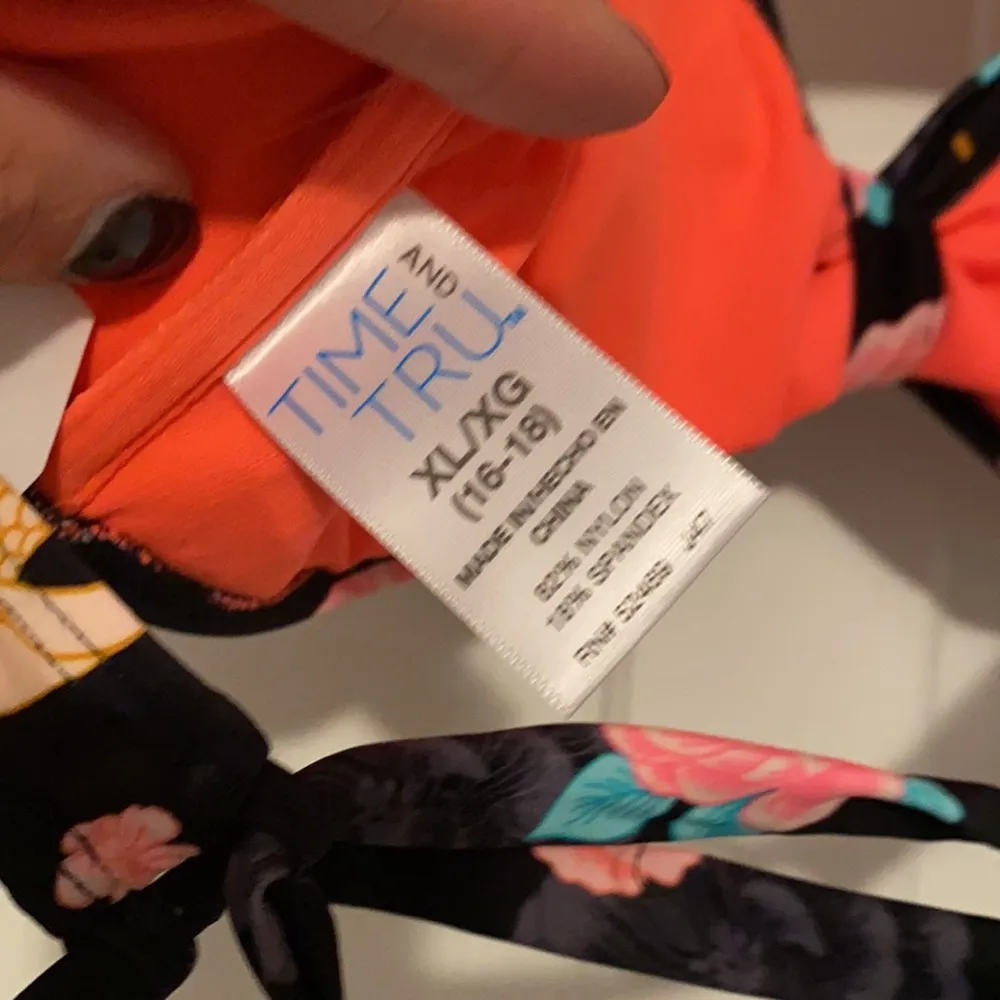 TIME AND
TRU
XL/XG
(16-18)
MADE IN/HECHO EN
CHINA
82% NYLON
18% SPANDEX
RN# 52469